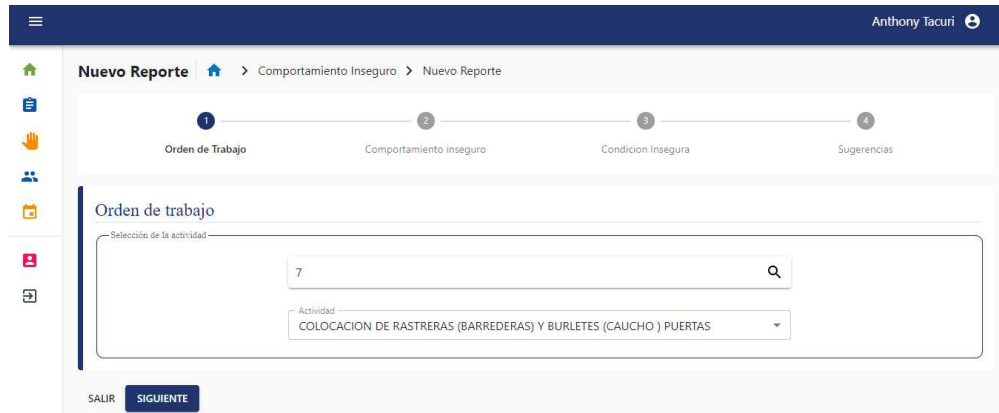 Anthony Tacuri
Nuevo Reporte > Comportamiento Inseguro > Nuevo Reporte
1 2 3 4
Orden de Trabajo Comportamiento inseguro Condicion Insegura Sugerencias
Orden de trabajo
Selección de la actividad
7
Actividad
COLOCACION DE RASTRERAS (BARREDERAS) Y BURLETES (CAUCHO ) PUERTAS
SALIR SIGUIENTE